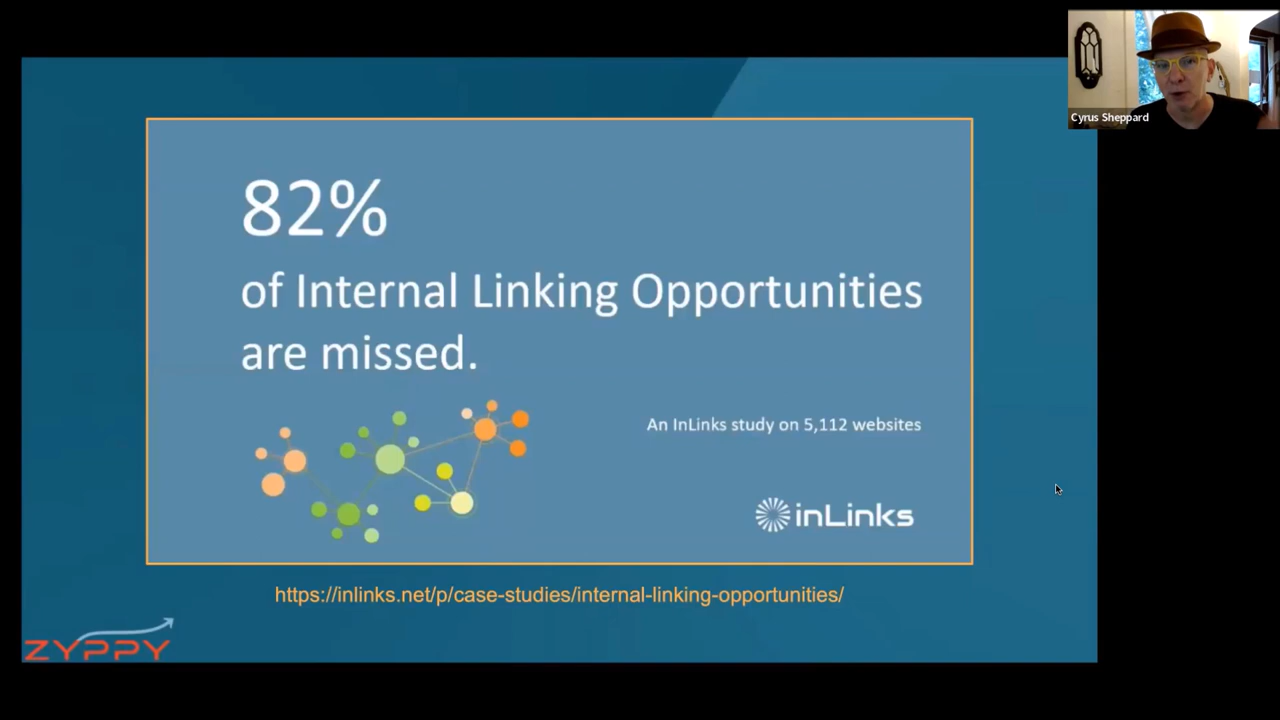 Cyrus Sheppard
82%
of Internal Linking Opportunities
are missed.
An InLinks study on 5,112 websites
inLinks
https://inlinks.net/p/case-studies/internal-linking-opportunities/
ZYPPY